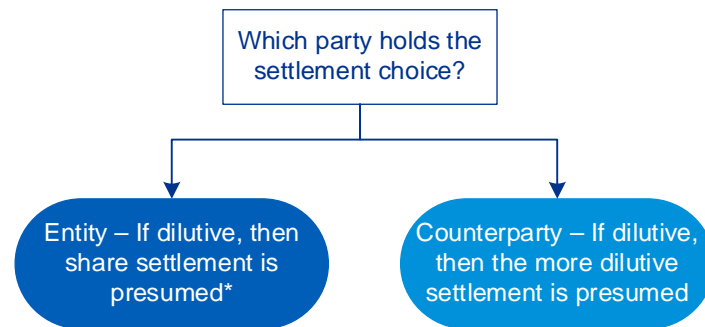 Which party holds the
settlement choice?
Entity – If dilutive, then
share settlement is
presumed*
Counterparty – If dilutive,
then the more dilutive
settlement is presumed